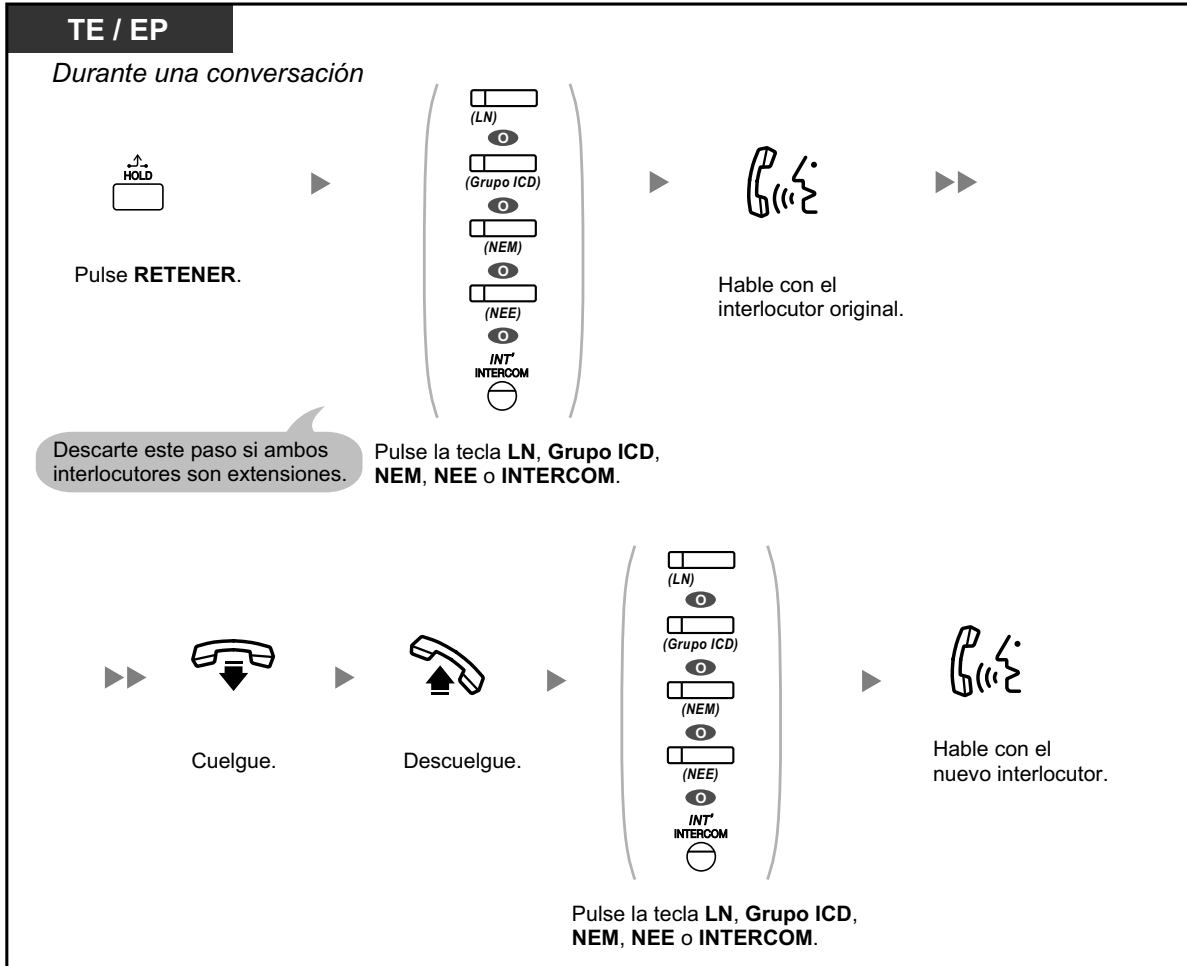 TE / EP
Durante una conversación
HOLD
Pulse RETENER.
Descarte este paso si ambos
interlocutores son extensiones.
(LN)
O
(Grupo ICD)
O
(NEM)
O
(NEE)
O
INT'
INTERCOM
Pulse la tecla LN, Grupo ICD,
NEM, NEE o INTERCOM.
Hable con el
interlocutor original.
Cuelgue.
Descuelgue.
(LN)
O
(Grupo ICD)
O
(NEM)
O
(NEE)
O
INT'
INTERCOM
Pulse la tecla LN, Grupo ICD,
NEM, NEE o INTERCOM.
Hable con el
nuevo interlocutor.